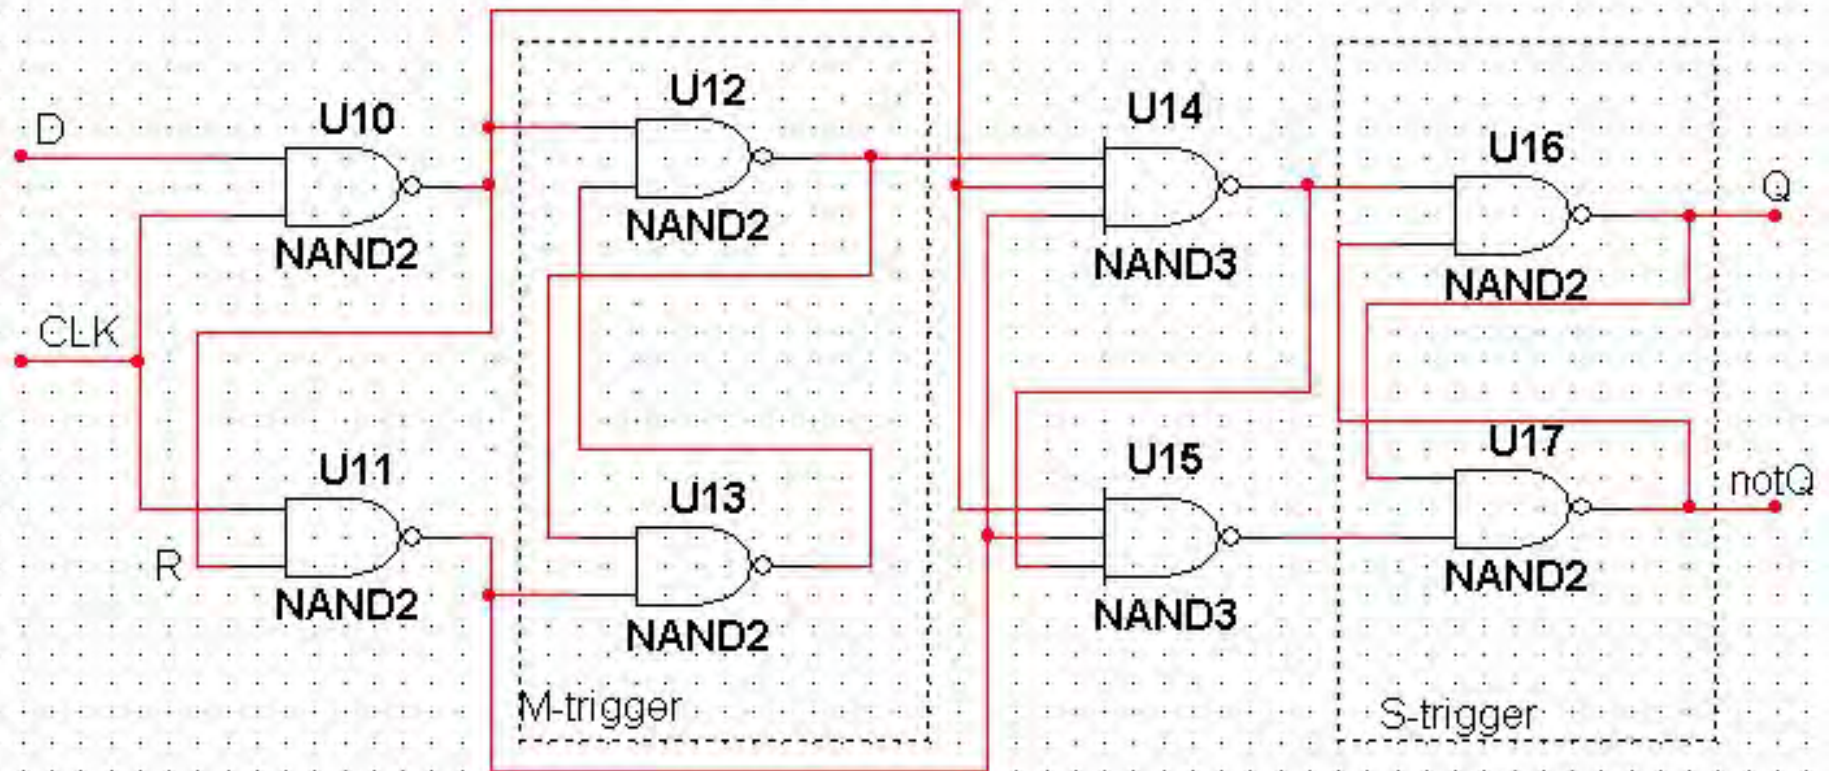 D
U10
NAND2
CLK
U11
R
NAND2
U12
NAND2
U13
NAND2
M-trigger
U14
NAND3
U15
NAND3
U16
NAND2
Q
U17
NAND2
notQ
S-trigger